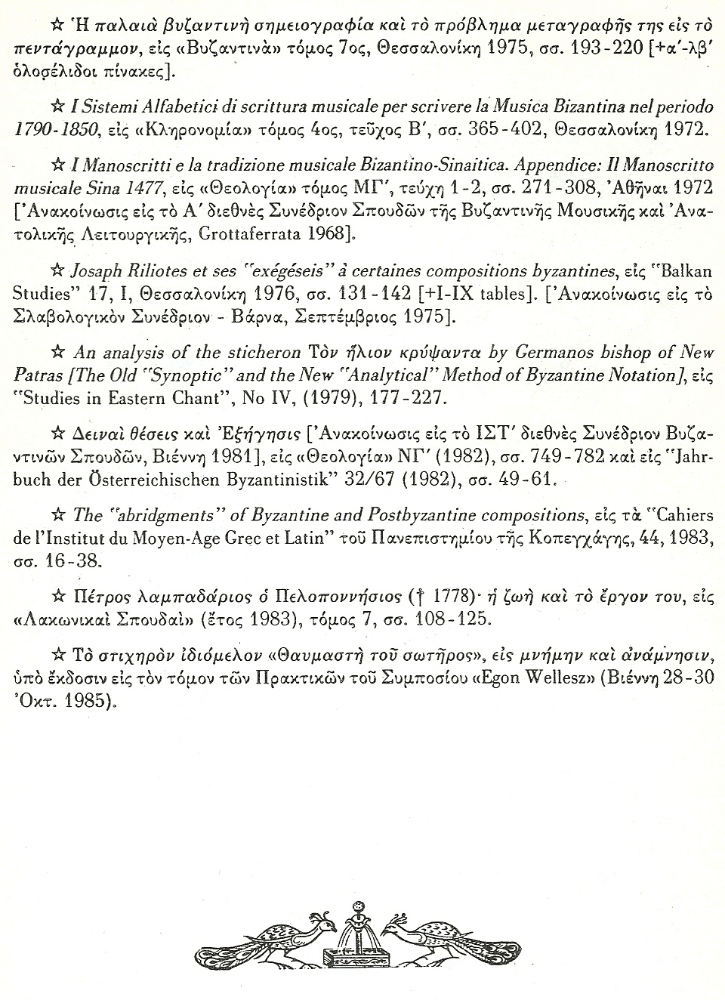 ☆ Ἡ παλαιὰ βυζαντινὴ σημειογραφία καὶ τὸ πρόβλημα μεταγραφῆς της εἰς τὸ
πεντάγραμμον, εἰς «Βυζαντινὰ» τόμος 7ος, Θεσσαλονίκη 1975, σσ. 193-220 [+α′-λβ′
ὁλοσέλιδοι πίνακες].
☆ I Sistemi Alfabetici di scrittura musicale per scrivere la Musica Bizantina nel periodo
1790-1850, εἰς «Κληρονομία» τόμος 4ος, τεῦχος Β′, σσ. 365-402, Θεσσαλονίκη 1972.
☆ I Manoscritti e la tradizione musicale Bizantino-Sinaitica. Appendice: Il Manoscritto
musicale Sina 1477, εἰς «Θεολογία» τόμος ΜΓ′, τεύχη 1-2, σσ. 271-308, Ἀθῆναι 1972
[Ἀνακοίνωσις εἰς τὸ Α′ διεθνὲς Συνέδριον Σπουδῶν τῆς Βυζαντινῆς Μουσικῆς καὶ Ἀνα-
τολικῆς Λειτουργικῆς, Grottaferrata 1968].
☆ Josaph Riliotes et ses "exégéseis" à certaines compositions byzantines, εἰς "Balkan
Studies" 17, I, Θεσσαλονίκη 1976, σσ. 131-142 [+I-IX tables]. [Ἀνακοίνωσις εἰς τὸ
Σλαβολογικὸν Συνέδριον - Βάρνα, Σεπτέμβριος 1975].
☆ An analysis of the sticheron Τὸν ἥλιον κρύψαντα by Germanos bishop of New
Patras [The Old "Synoptic" and the New "Analytical" Method of Byzantine Notation], εἰς
"Studies in Eastern Chant", No IV, (1979), 177-227.
☆ Δειναὶ θέσεις καὶ Ἐξήγησις [Ἀνακοίνωσις εἰς τὸ ΙΣΤ′ διεθνὲς Συνέδριον Βυζα-
ντινῶν Σπουδῶν, Βιέννη 1981], εἰς «Θεολογία» ΝΓ′ (1982), σσ. 749-782 καὶ εἰς "Jahr-
buch der Österreichischen Byzantinistik" 32/67 (1982), σσ. 49-61.
☆ The "abridgments" of Byzantine and Postbyzantine compositions, εἰς τὰ "Cahiers
de l'Institut du Moyen-Age Grec et Latin" τοῦ Πανεπιστημίου τῆς Κοπεγχάγης, 44, 1983,
σσ. 16-38.
☆ Πέτρος λαμπαδάριος ὁ Πελοποννήσιος († 1778)· ἡ ζωὴ καὶ τὸ ἔργον του, εἰς
«Λακωνικαὶ Σπουδαὶ» (ἔτος 1983), τόμος 7, σσ. 108-125.
☆ Τὸ στιχηρὸν ἰδιόμελον «Θαυμαστὴ τοῦ σωτῆρος», εἰς μνήμην καὶ ἀνάμνησιν,
ὑπὸ ἔκδοσιν εἰς τὸν τόμον τῶν Πρακτικῶν τοῦ Συμποσίου «Egon Wellesz» (Βιέννη 28-30
Ὀκτ. 1985).